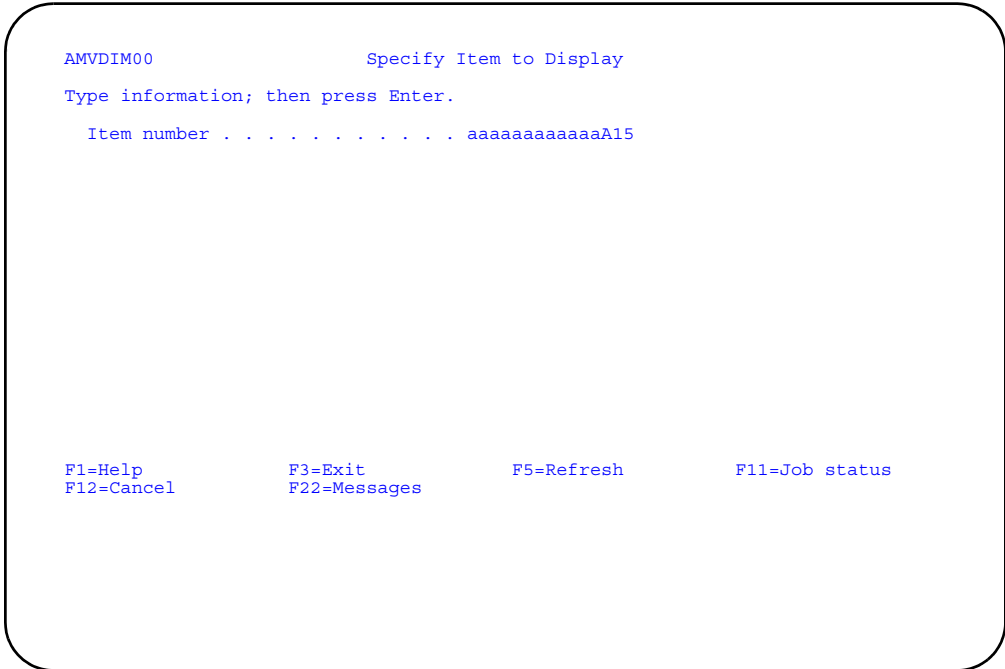 AMVDIM00 Specify Item to Display
Type information; then press Enter.
Item number . . . . . . . . . . . aaaaaaaaaaaaA15
F1=Help F3=Exit F5=Refresh F11=Job status
F12=Cancel F22=Messages